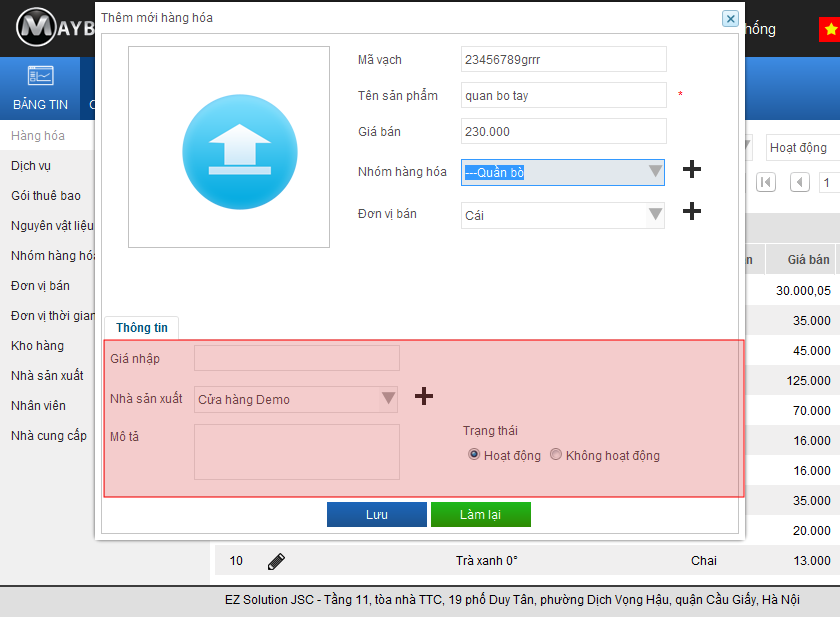 MAYB
Thêm mới hàng hóa
hống
BẢNG TIN
Hàng hóa
Dịch vụ
Gói thuê bao
Nguyên vật liệu
Nhóm hàng hóa
Đơn vị bán
Đơn vị thời gian
Kho hàng
Nhà sản xuất
Nhân viên
Nhà cung cấp
Mã vạch 23456789grrr
Tên sản phẩm quan bo tay *
Giá bán 230.000
Nhóm hàng hóa ---Quần bò
Đơn vị bán Cái
Thông tin
Giá nhập
Nhà sản xuất Cửa hàng Demo
Mô tả
Trạng thái
Hoạt động Không hoạt động
Lưu Làm lại
Hoạt động
1
n Giá bán
30.000,05
35.000
45.000
125.000
70.000
16.000
16.000
35.000
20.000
10 Trà xanh 0° Chai 13.000
EZ Solution JSC - Tầng 11, tòa nhà TTC, 19 phố Duy Tân, phường Dịch Vọng Hậu, quận Cầu Giấy, Hà Nội